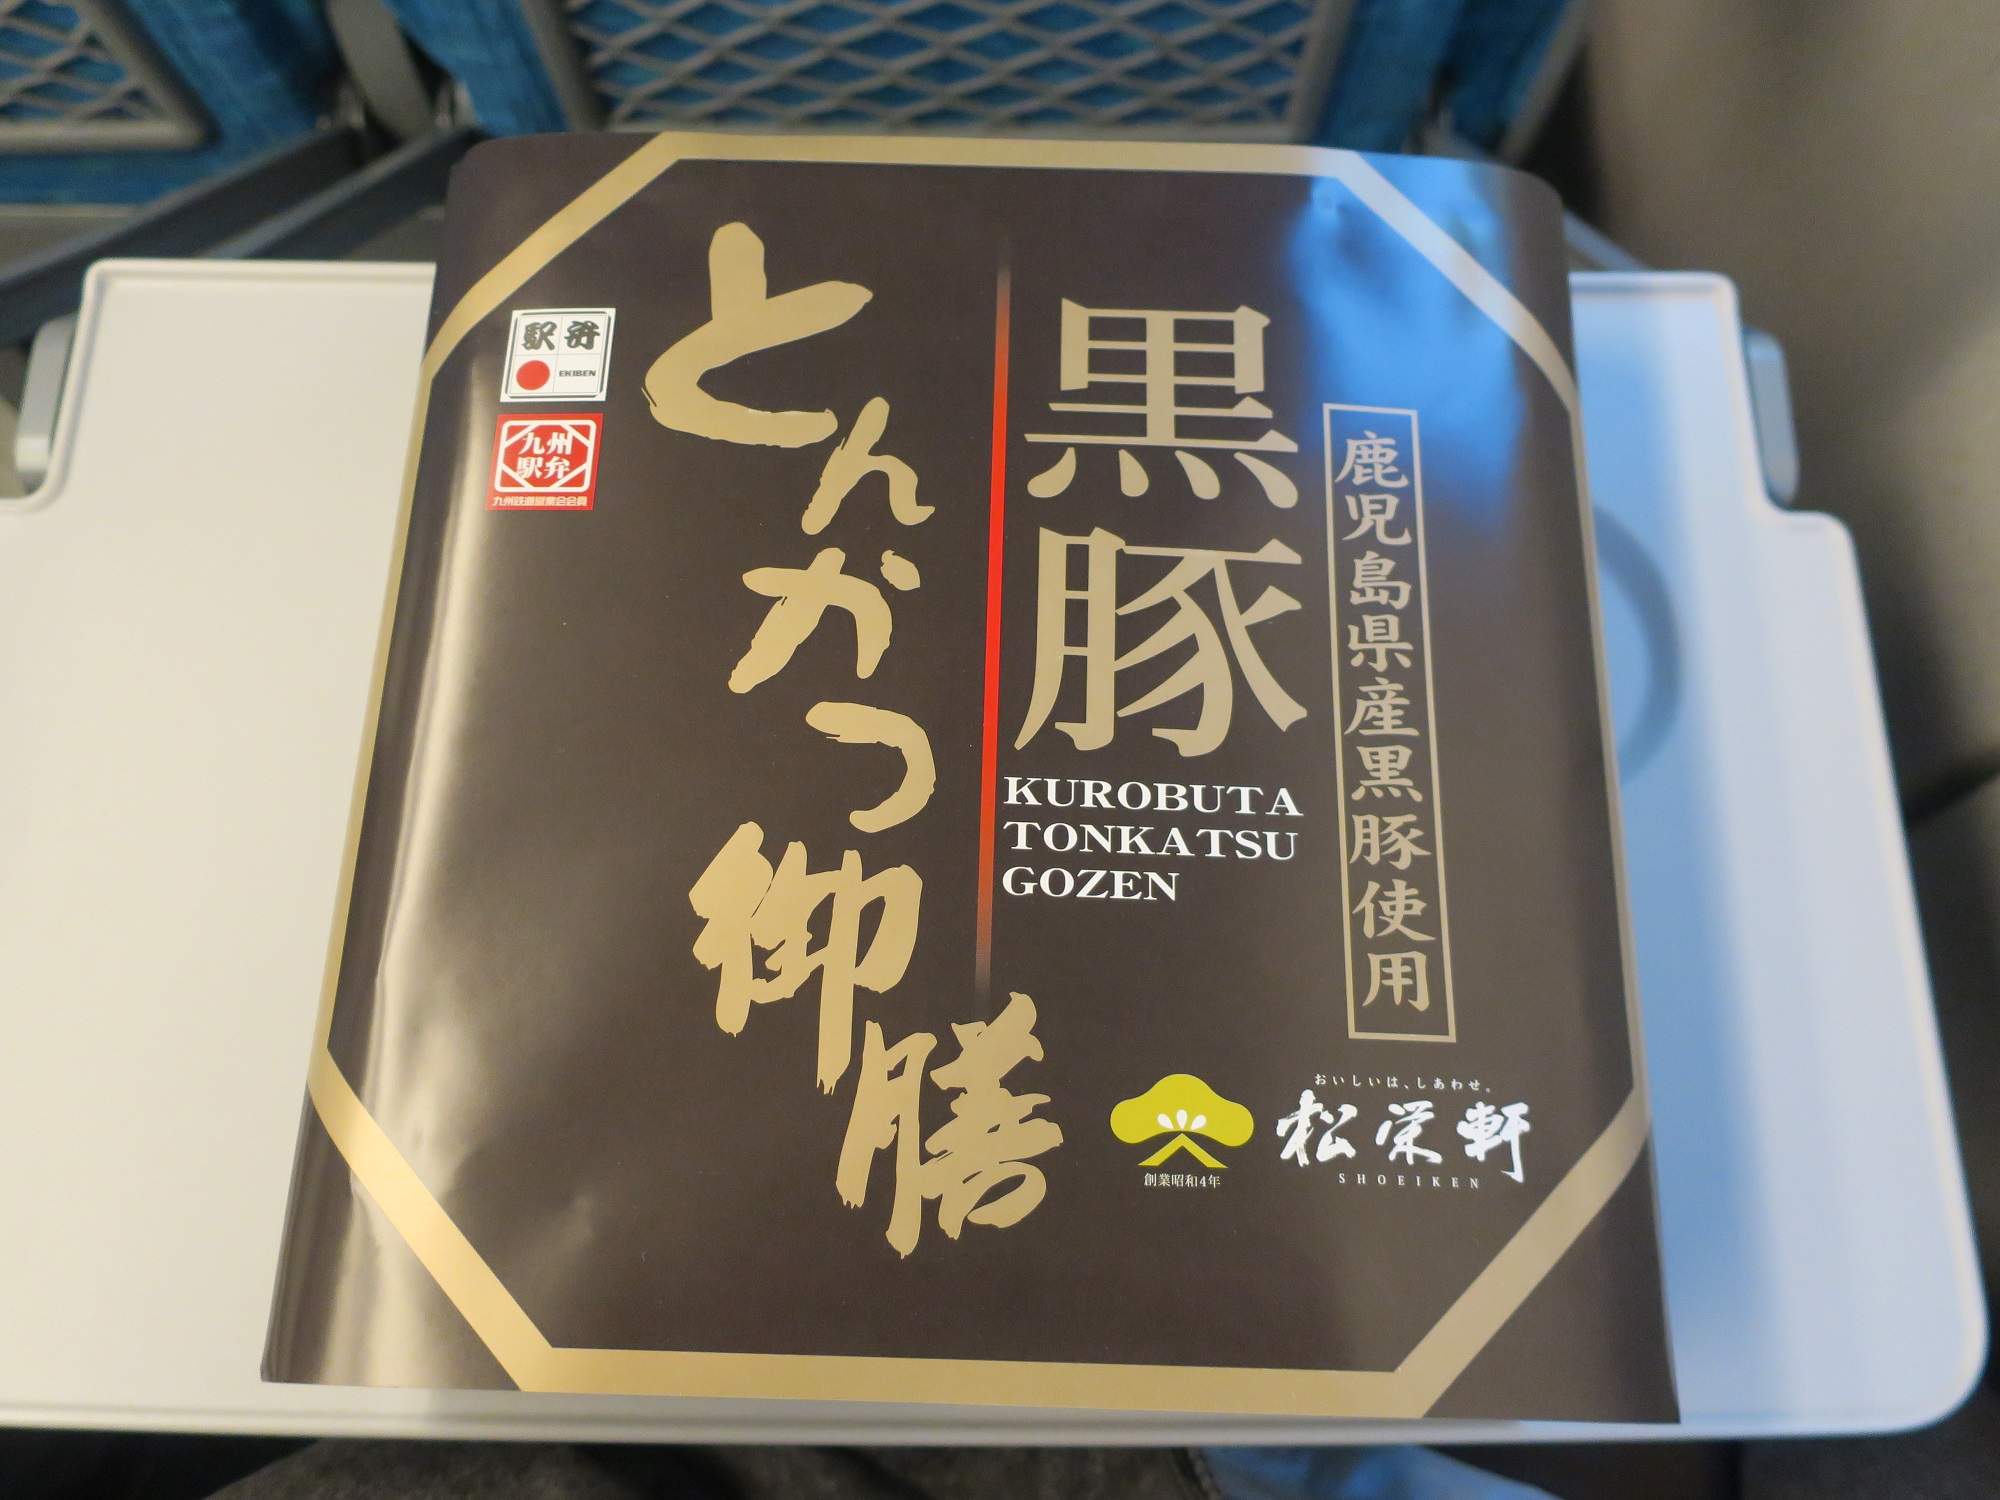 鹿児島県産黒豚使用
黒豚
KUROBUTA
TONKATSU
GOZEN
とんかつ御膳
駅弁
EKIBEN
九州
駅弁
九州鉄道営業会会員
おいしいは、しあわせ。
松栄軒
SHOEIKEN
創業昭和4年